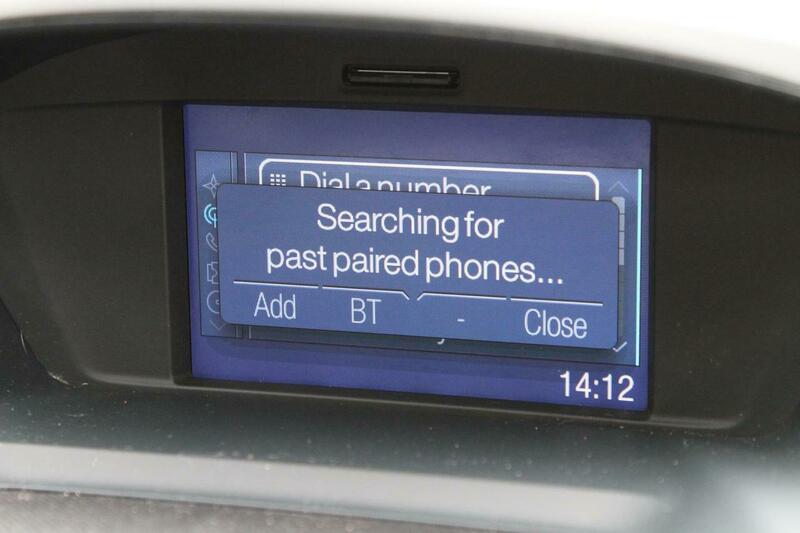 Dial a number
Searching for
past paired phones...
Add BT - Close
14:12